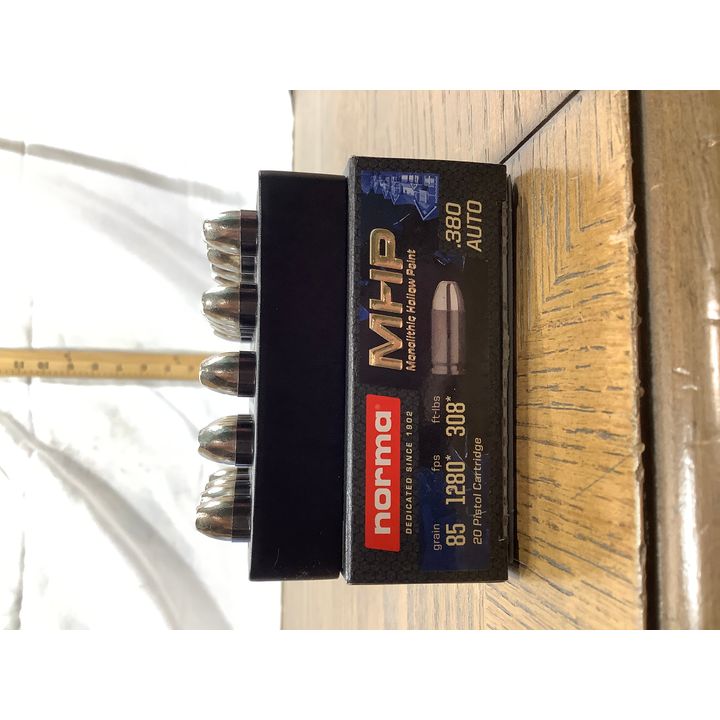 norma
DEDICATED SINCE 1902
MHP
Monolithic Hollow Point
grain fps ft-lbs
85 1280* 308*
20 Pistol Cartridge
.380
AUTO